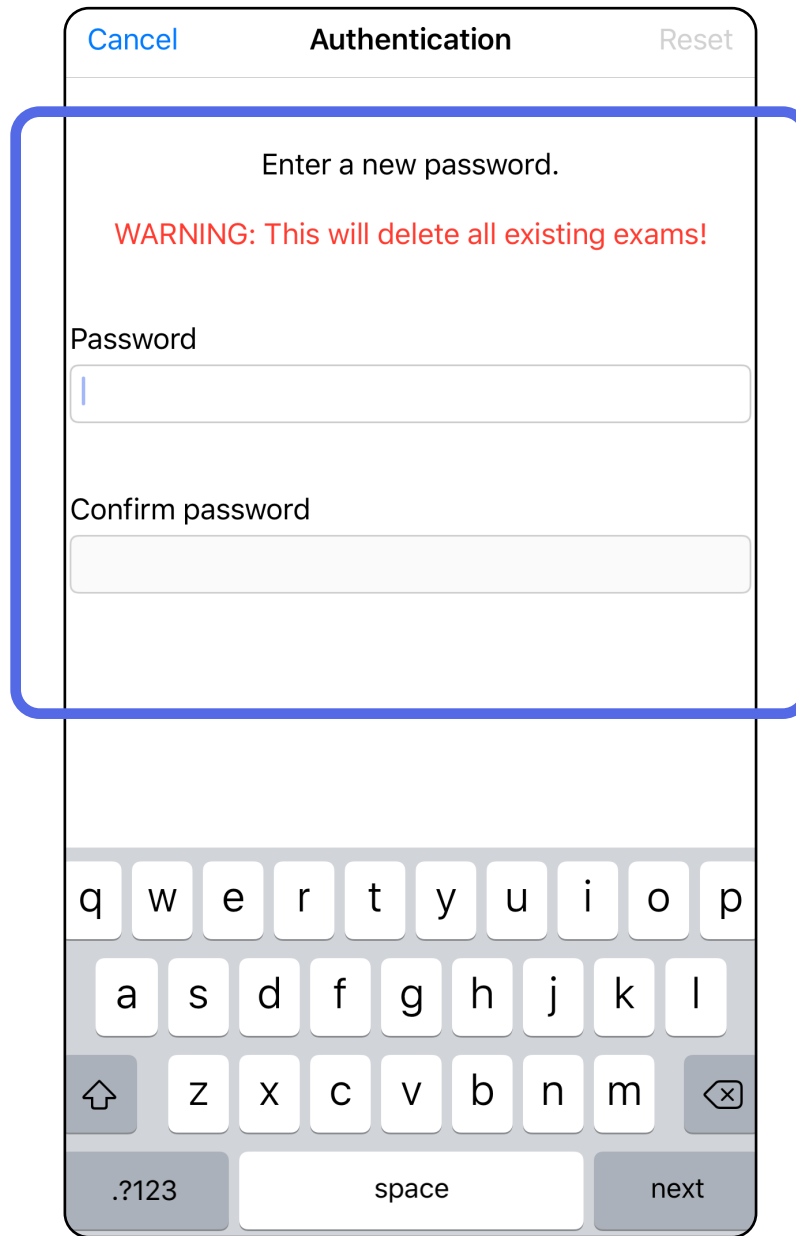 Cancel Authentication Reset
Enter a new password.
WARNING: This will delete all existing exams!
Password
Confirm password
q w e r t y u i o p
a s d f g h j k l
z x c v b n m
.?123 space next